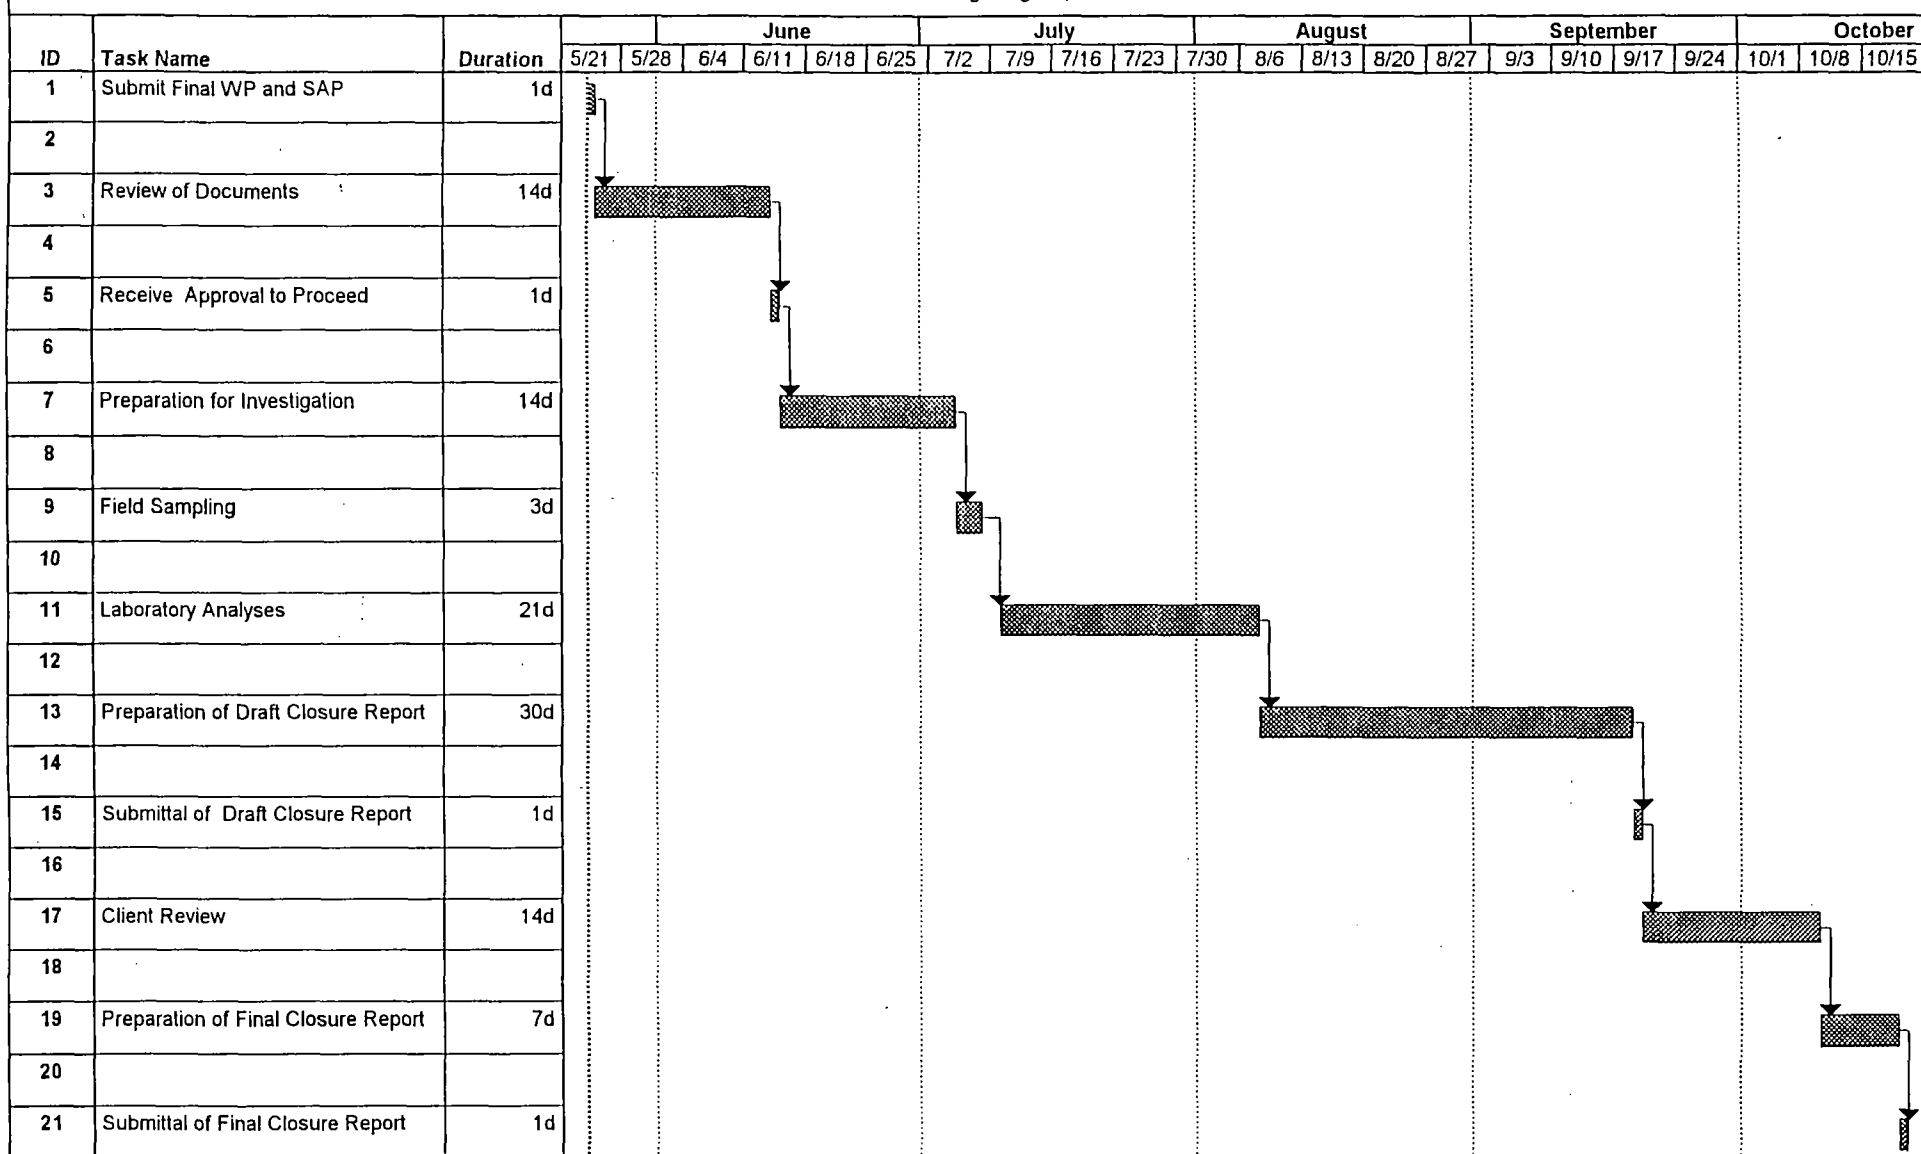 June July August September October
ID Task Name Duration 5/21 5/28 6/4 6/11 6/18 6/25 7/2 7/9 7/16 7/23 7/30 8/6 8/13 8/20 8/27 9/3 9/10 9/17 9/24 10/1 10/8 10/15
1 Submit Final WP and SAP 1d
2
3 Review of Documents 14d
4
5 Receive Approval to Proceed 1d
6
7 Preparation for Investigation 14d
8
9 Field Sampling 3d
10
11 Laboratory Analyses 21d
12
13 Preparation of Draft Closure Report 30d
14
15 Submittal of Draft Closure Report 1d
16
17 Client Review 14d
18
19 Preparation of Final Closure Report 7d
20
21 Submittal of Final Closure Report 1d